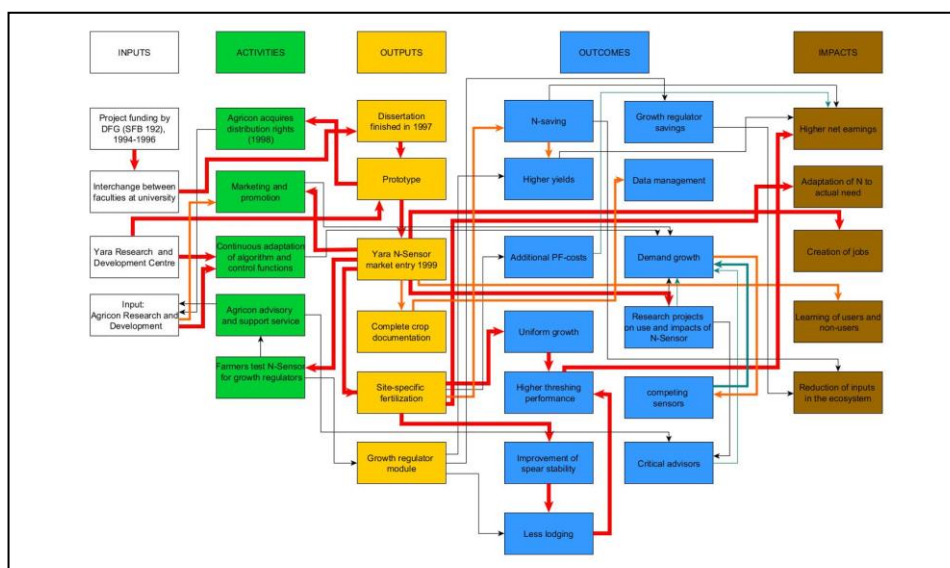 INPUTS
ACTIVITIES
OUTPUTS
OUTCOMES
IMPACTS
Project funding by
DFG (SFB 192),
1994-1996
Interchange between
faculties at university
Yara Research and
Development Centre
Input:
Agricon Research and
Development
Agricon acquires
distribution rights
(1998)
Marketing and
promotion
Continuous adaptation
of algorithm and
control functions
Agricon advisory
and support service
Farmers test N-Sensor
for growth regulators
Dissertation
finished in 1997
Prototype
Yara N-Sensor
market entry 1999
Complete crop
documentation
Site-specific
fertilization
Growth regulator
module
N-saving
Higher yields
Additional PF-costs
Uniform growth
Higher threshing
performance
Improvement of
spear stability
Less lodging
Growth regulator
savings
Data management
Demand growth
Research projects
on use and impacts of
N-Sensor
competing
sensors
Critical advisors
Higher net earnings
Adaptation of N to
actual need
Creation of jobs
Learning of users and
non-users
Reduction of inputs
in the ecosystem